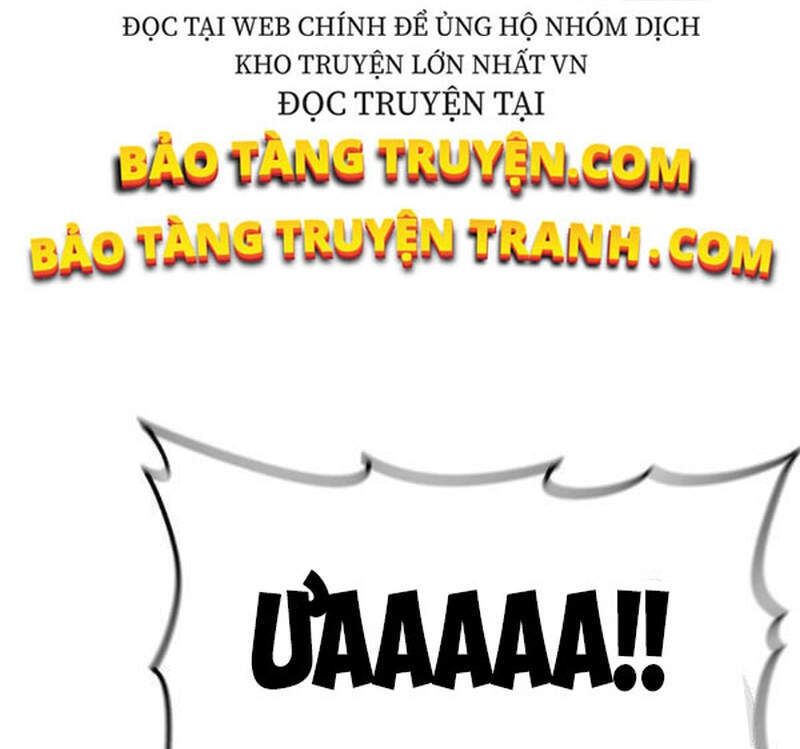 ĐỌC TẠI WEB CHÍNH ĐỂ ỦNG HỘ NHÓM DỊCH
KHO TRUYỆN LỚN NHẤT VN
ĐỌC TRUYỆN TẠI
BẢO TÀNG TRUYỆN.COM
BẢO TÀNG TRUYỆN TRANH.COM
ƯAAAAA!!